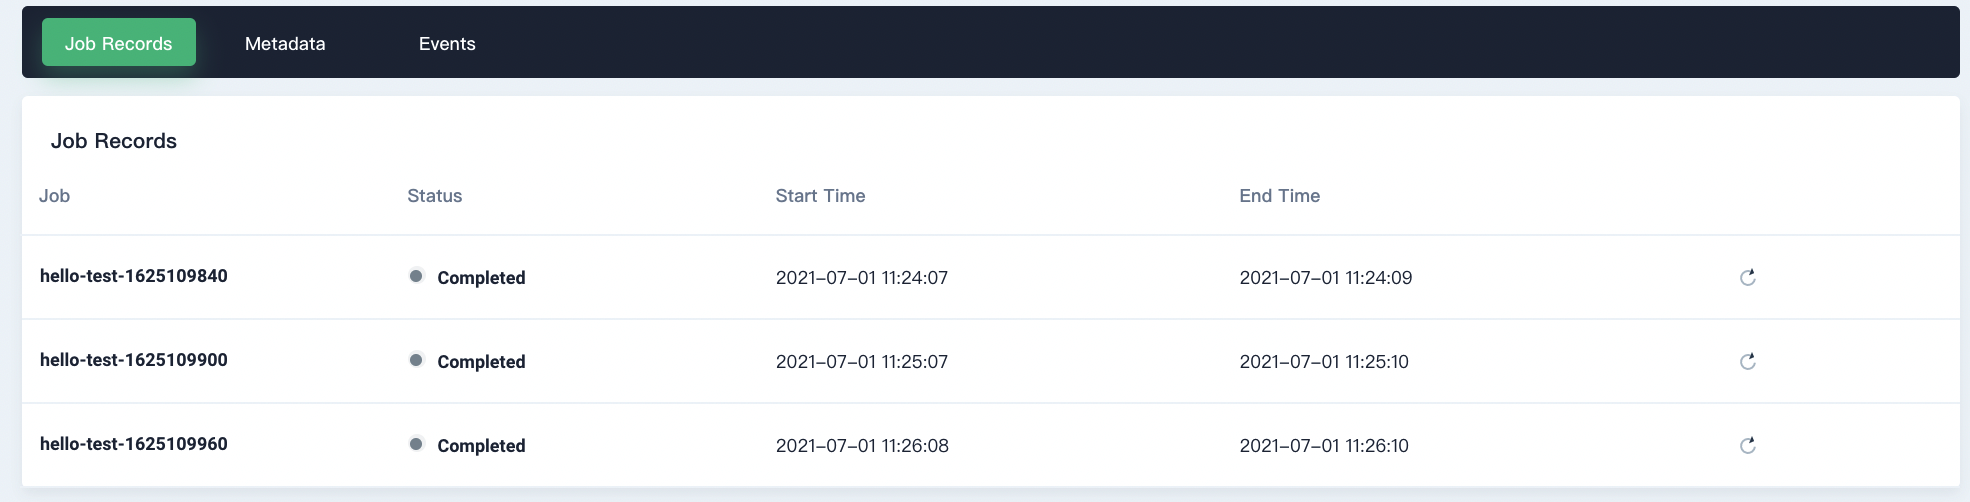 Job Records Metadata Events
Job Records
Job Status Start Time End Time
hello-test-1625109840 Completed 2021-07-01 11:24:07 2021-07-01 11:24:09
hello-test-1625109900 Completed 2021-07-01 11:25:07 2021-07-01 11:25:10
hello-test-1625109960 Completed 2021-07-01 11:26:08 2021-07-01 11:26:10